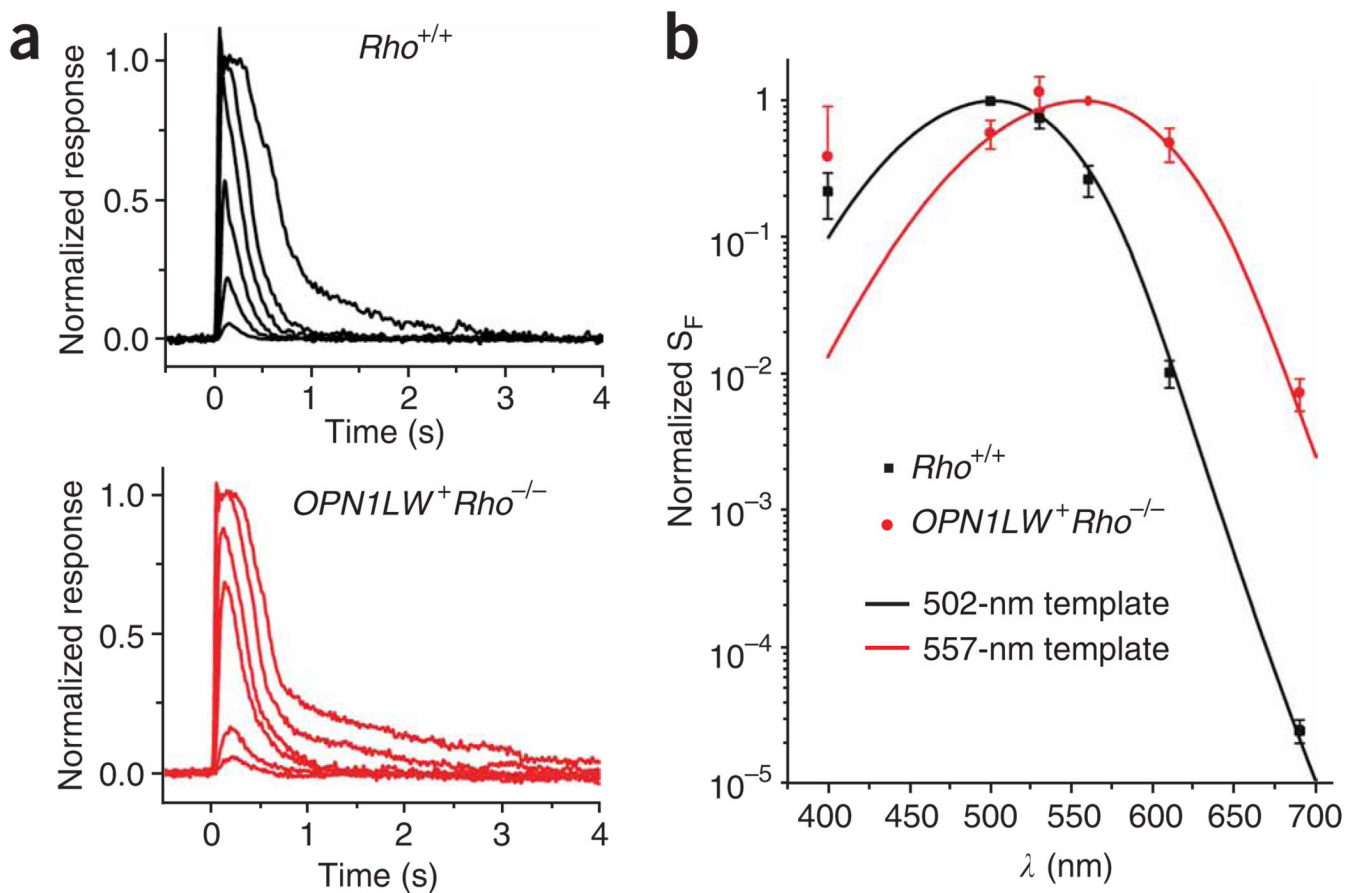 a
Rho+/+
Normalized response
1.0
0.5
0.0
0 1 2 3 4
Time (s)
OPN1LW+Rho−/−
Normalized response
1.0
0.5
0.0
0 1 2 3 4
Time (s)
b
Normalized SF
1
10−1
10−2
10−3
10−4
10−5
Rho+/+
OPN1LW+Rho−/−
502-nm template
557-nm template
400 450 500 550 600 650 700
λ (nm)